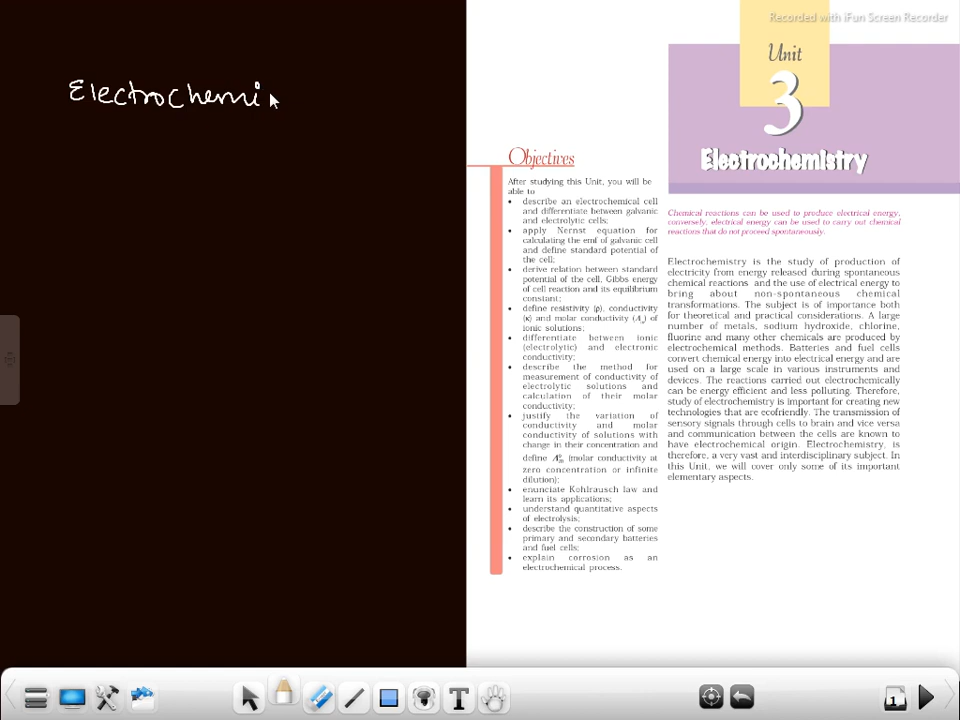 Recorded with iFun Screen Recorder
Electrochemi
Unit
3
Electrochemistry
Objectives
After studying this Unit, you will be
able to
• describe an electrochemical cell
and differentiate between galvanic
and electrolytic cells;
• apply Nernst equation for
calculating the emf of galvanic cell
and define standard potential of
the cell;
• derive relation between standard
potential of the cell, Gibbs energy
of cell reaction and its equilibrium
constant;
• define resistivity (ρ), conductivity
(κ) and molar conductivity (Λm) of
ionic solutions;
• differentiate between ionic
(electrolytic) and electronic
conductivity;
• describe the method for
measurement of conductivity of
electrolytic solutions and
calculation of their molar
conductivity;
• justify the variation of
conductivity and molar
conductivity of solutions with
change in their concentration and
define Λ°m (molar conductivity at
zero concentration or infinite
dilution);
• enunciate Kohlrausch law and
learn its applications;
• understand quantitative aspects
of electrolysis;
• describe the construction of some
primary and secondary batteries
and fuel cells;
• explain corrosion as an
electrochemical process.
Chemical reactions can be used to produce electrical energy,
conversely, electrical energy can be used to carry out chemical
reactions that do not proceed spontaneously.
Electrochemistry is the study of production of
electricity from energy released during spontaneous
chemical reactions and the use of electrical energy to
bring about non-spontaneous chemical
transformations. The subject is of importance both
for theoretical and practical considerations. A large
number of metals, sodium hydroxide, chlorine,
fluorine and many other chemicals are produced by
electrochemical methods. Batteries and fuel cells
convert chemical energy into electrical energy and are
used on a large scale in various instruments and
devices. The reactions carried out electrochemically
can be energy efficient and less polluting. Therefore,
study of electrochemistry is important for creating new
technologies that are ecofriendly. The transmission of
sensory signals through cells to brain and vice versa
and communication between the cells are known to
have electrochemical origin. Electrochemistry, is
therefore, a very vast and interdisciplinary subject. In
this Unit, we will cover only some of its important
elementary aspects.
T
1